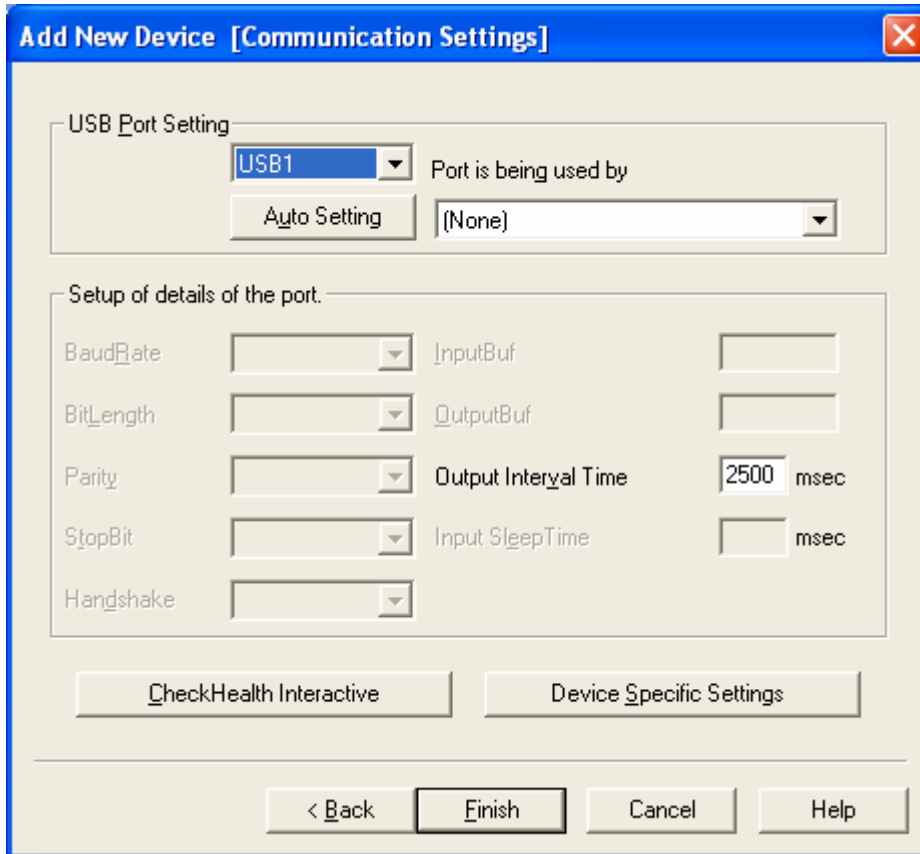 Add New Device [Communication Settings]
USB Port Setting
USB1
Port is being used by
Auto Setting
(None)
Setup of details of the port.
BaudRate
InputBuf
BitLength
OutputBuf
Parity
Output Interval Time 2500 msec
StopBit
Input SleepTime msec
Handshake
CheckHealth Interactive
Device Specific Settings
< Back
Finish
Cancel
Help